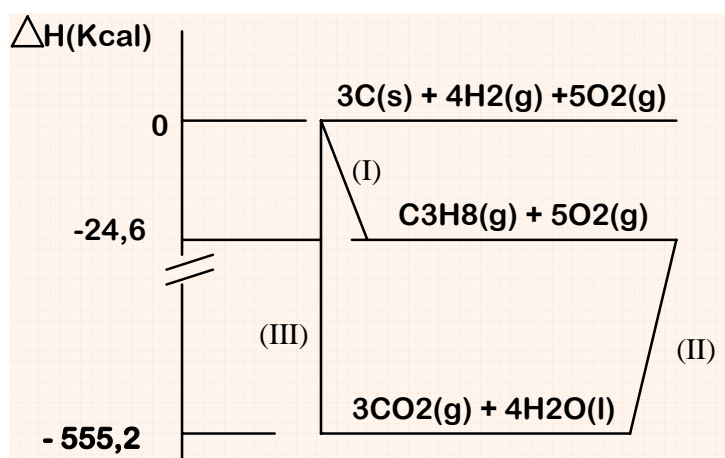 △H(Kcal)
3C(s) + 4H2(g) +5O2(g)
0
(I)
C3H8(g) + 5O2(g)
-24,6
(III)
(II)
3CO2(g) + 4H2O(l)
- 555,2